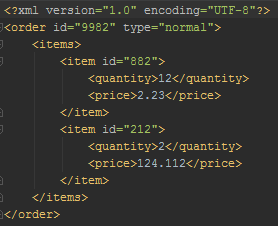 <?xml version="1.0" encoding="UTF-8"?>
<order id="9982" type="normal">
<items>
<item id="882">
<quantity>12</quantity>
<price>2.23</price>
</item>
<item id="212">
<quantity>2</quantity>
<price>124.112</price>
</item>
</items>
</order>